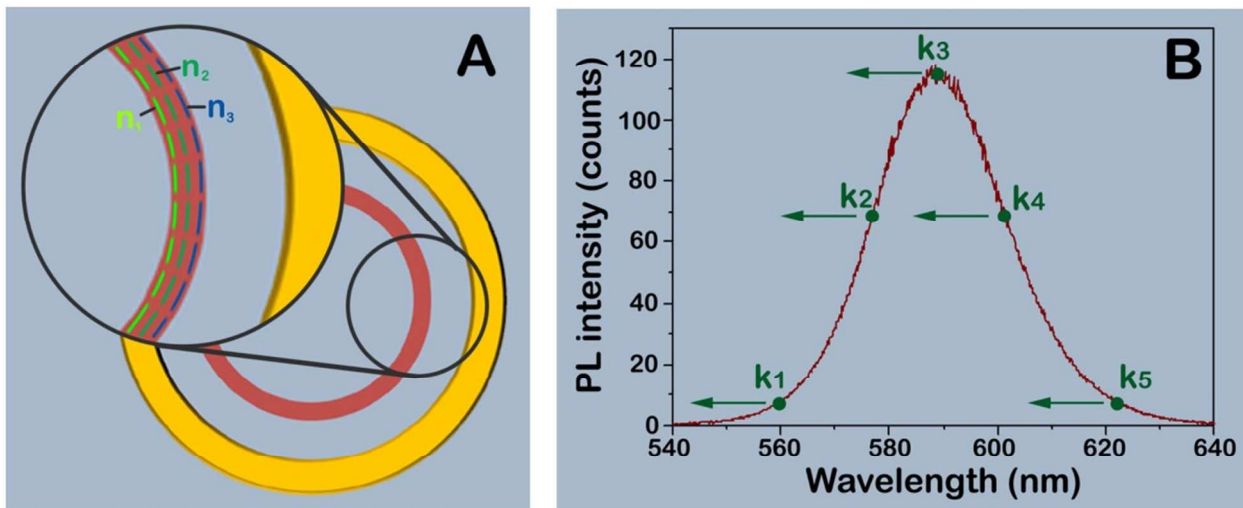 A
n₂
n₁
n₃
B
PL intensity (counts)
120
100
80
60
40
20
0
k3
k2
k4
k1
k5
540
560
580
600
620
640
Wavelength (nm)